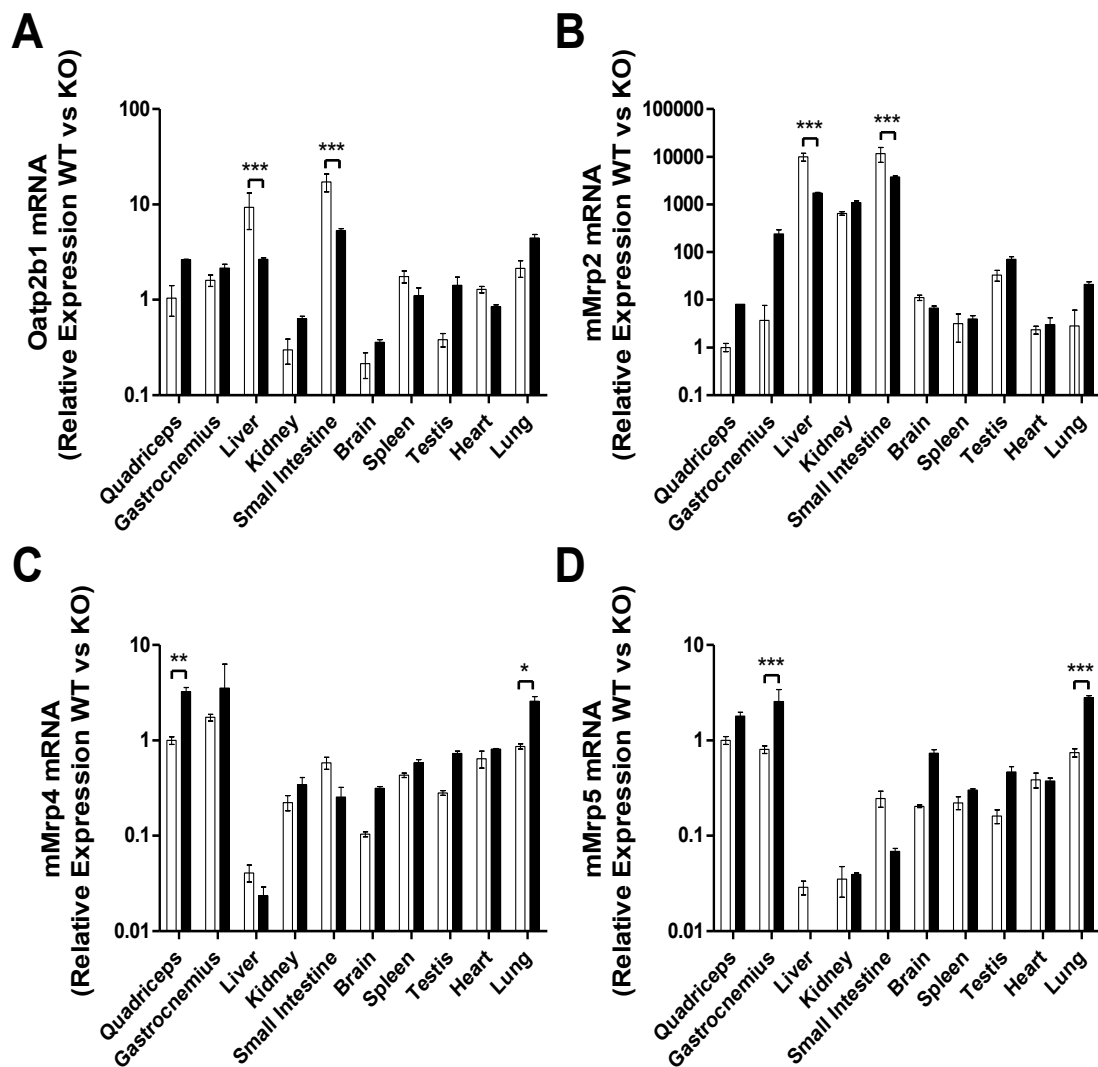 A
Oatp2b1 mRNA
(Relative Expression WT vs KO)
100
10
1
0.1
***
***
Quadriceps
Gastrocnemius
Liver
Kidney
Small Intestine
Brain
Spleen
Testis
Heart
Lung
B
mMrp2 mRNA
(Relative Expression WT vs KO)
100000
10000
1000
100
10
1
0.1
***
***
Quadriceps
Gastrocnemius
Liver
Kidney
Small Intestine
Brain
Spleen
Testis
Heart
Lung
C
mMrp4 mRNA
(Relative Expression WT vs KO)
10
1
0.1
0.01
**
*
Quadriceps
Gastrocnemius
Liver
Kidney
Small Intestine
Brain
Spleen
Testis
Heart
Lung
D
mMrp5 mRNA
(Relative Expression WT vs KO)
10
1
0.1
0.01
***
***
Quadriceps
Gastrocnemius
Liver
Kidney
Small Intestine
Brain
Spleen
Testis
Heart
Lung